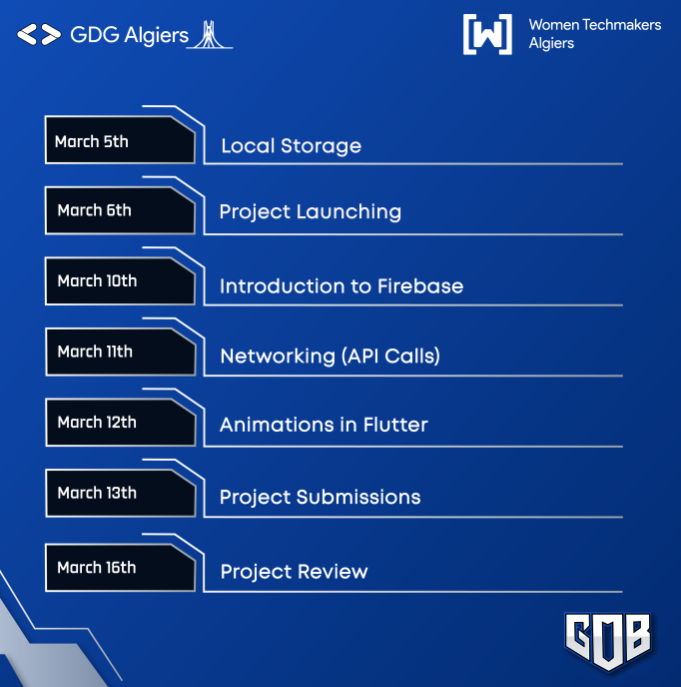 GDG Algiers
Women Techmakers
Algiers
March 5th
Local Storage
March 6th
Project Launching
March 10th
Introduction to Firebase
March 11th
Networking (API Calls)
March 12th
Animations in Flutter
March 13th
Project Submissions
March 16th
Project Review
GOB